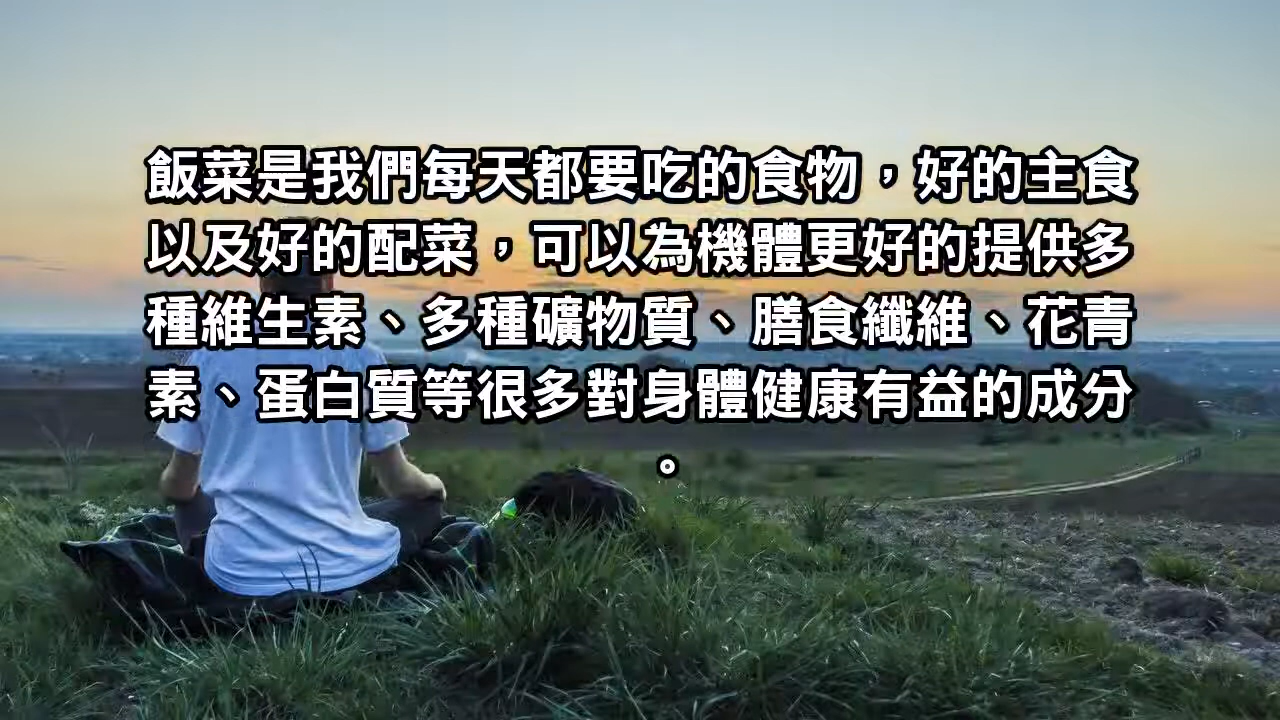 飯菜是我們每天都要吃的食物，好的主食
以及好的配菜，可以為機體更好的提供多
種維生素、多種礦物質、膳食纖維、花青
素、蛋白質等很多對身體健康有益的成分
。